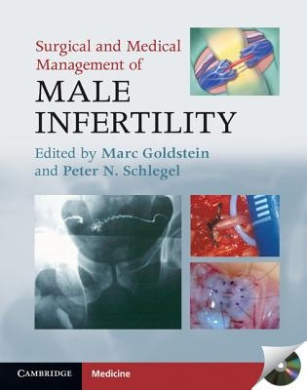 Surgical and Medical
Management of
MALE
INFERTILITY
Edited by Marc Goldstein
and Peter N. Schlegel
CAMBRIDGE
Medicine